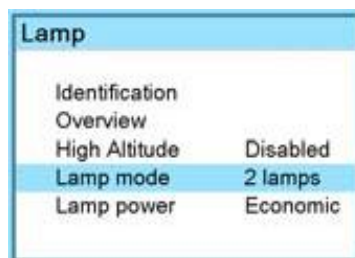 Lamp
Identification
Overview
High Altitude Disabled
Lamp mode 2 lamps
Lamp power Economic